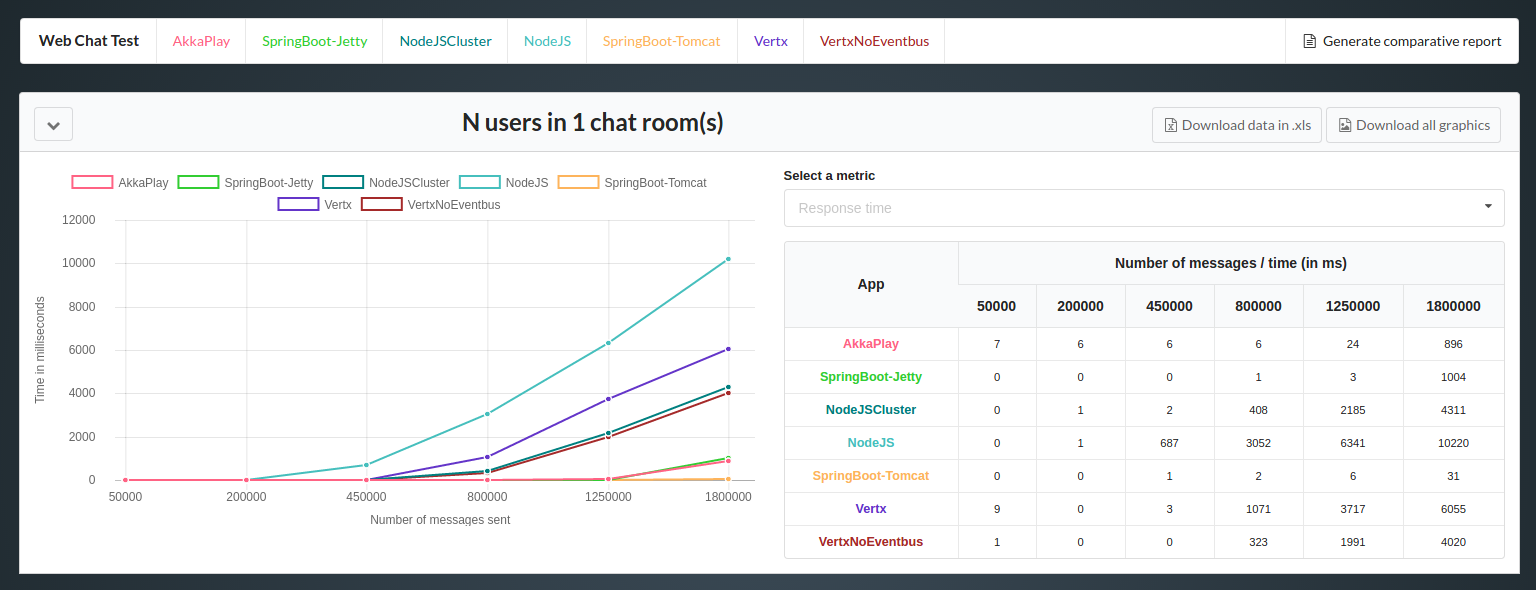 Web Chat Test AkkaPlay SpringBoot-Jetty NodeJSCluster NodeJS SpringBoot-Tomcat Vertx VertxNoEventbus Generate comparative report
N users in 1 chat room(s)
Download data in .xls Download all graphics
AkkaPlay SpringBoot-Jetty NodeJSCluster NodeJS SpringBoot-Tomcat
Vertx VertxNoEventbus
12000
10000
8000
6000
4000
2000
0
Time in milliseconds
50000 200000 450000 800000 1250000 1800000
Number of messages sent
Select a metric
Response time
App Number of messages / time (in ms)
50000 200000 450000 800000 1250000 1800000
AkkaPlay 7 6 6 6 24 896
SpringBoot-Jetty 0 0 0 1 3 1004
NodeJSCluster 0 1 2 408 2185 4311
NodeJS 0 1 687 3052 6341 10220
SpringBoot-Tomcat 0 0 1 2 6 31
Vertx 9 0 3 1071 3717 6055
VertxNoEventbus 1 0 0 323 1991 4020